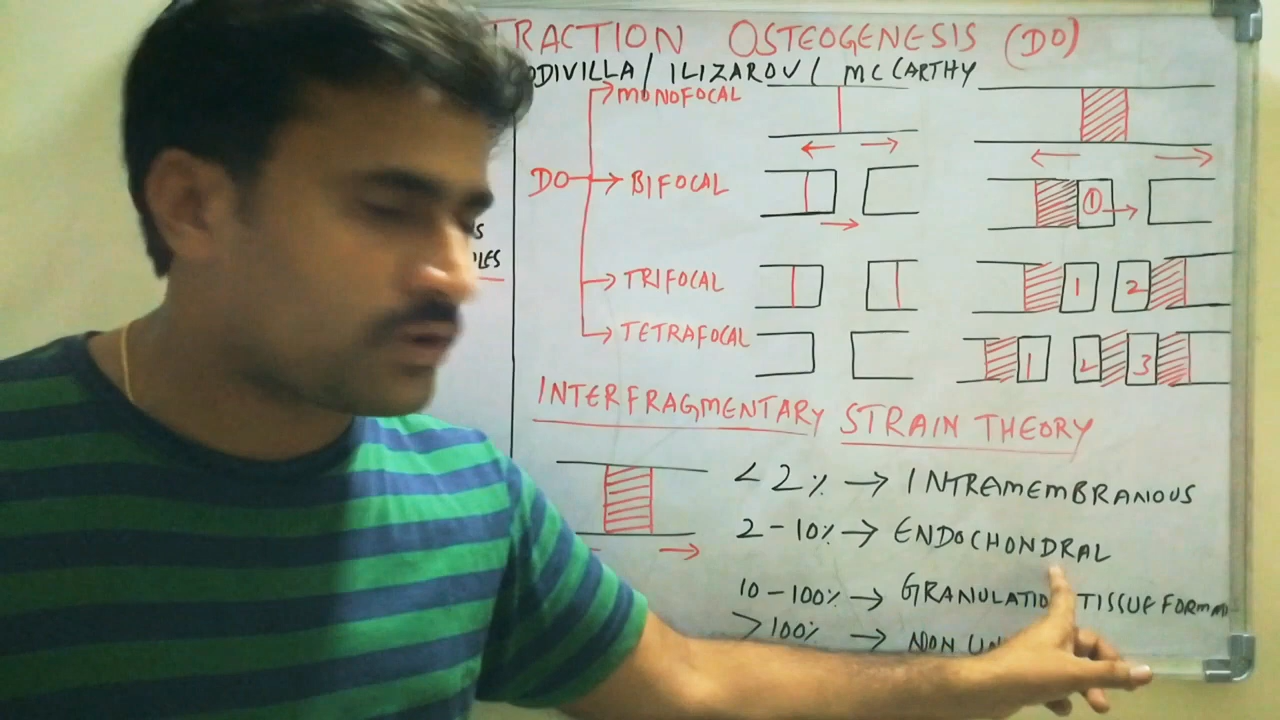 TRACTION OSTEOGENESIS (DO)
ODIVILLA / ILIZAROV / MCCARTHY
MONOFOCAL
DO BIFOCAL
1
TRIFOCAL
1 2
TETRAFOCAL
1 2 3
INTERFRAGMENTARY STRAIN THEORY
< 2% → INTRAMEMBRANOUS
2 - 10% → ENDOCHONDRAL
10 - 100% → GRANULATION TISSUE FORMA
> 100% → NON UN